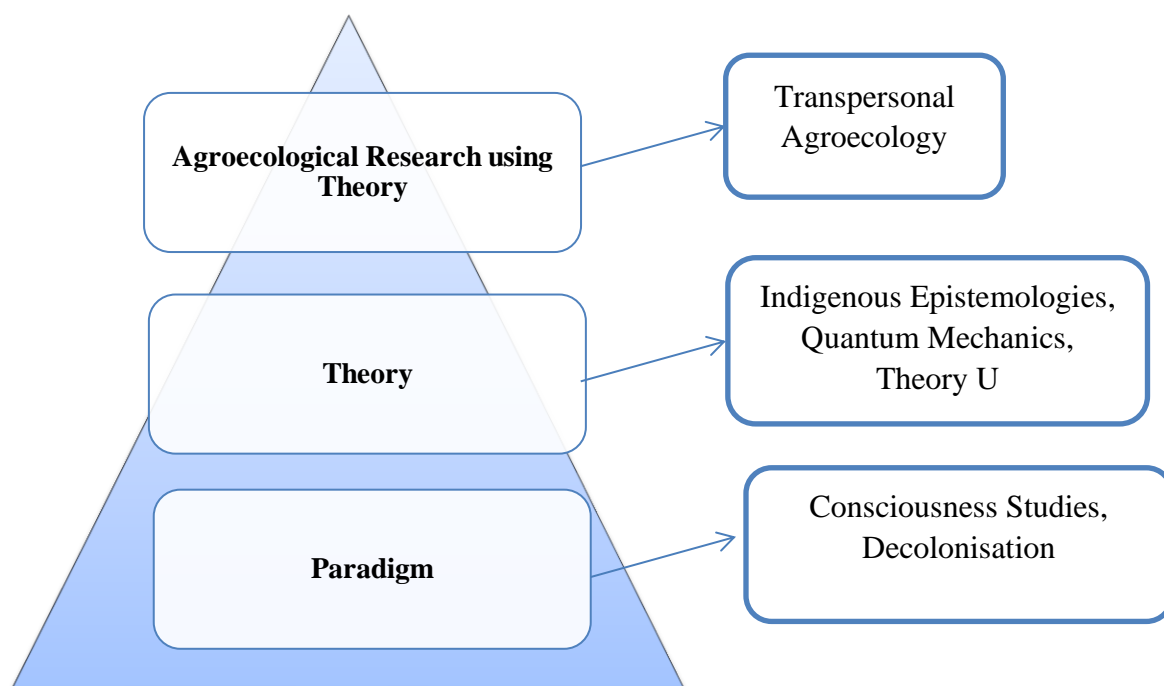 Agroecological Research using
Theory
Transpersonal
Agroecology
Theory
Indigenous Epistemologies,
Quantum Mechanics,
Theory U
Paradigm
Consciousness Studies,
Decolonisation